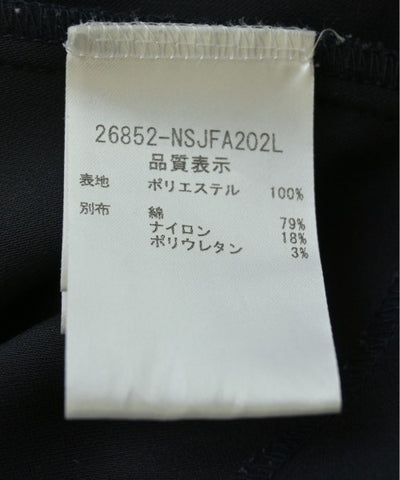 26852-NSJFA202L
品質表示
表地 ポリエステル 100%
別布 綿 79%
ナイロン 18%
ポリウレタン 3%